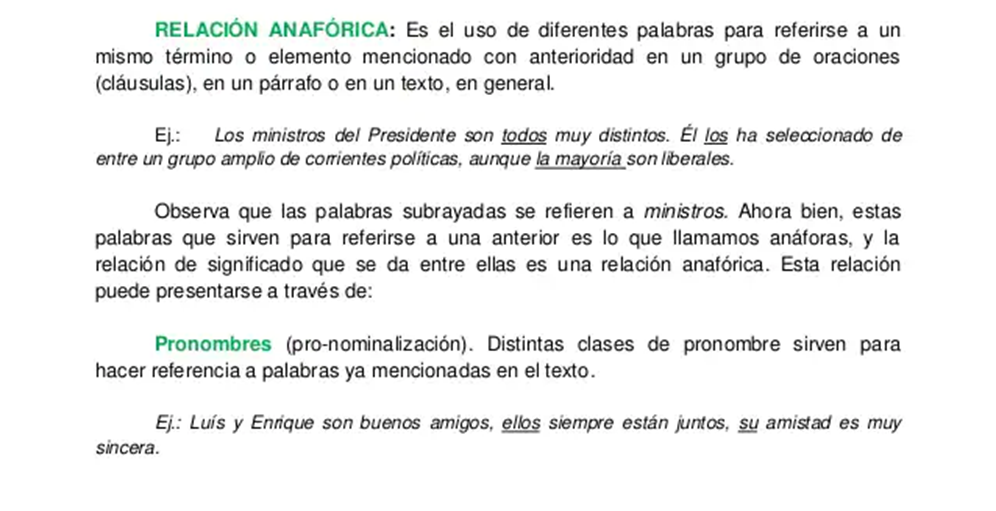 RELACIÓN ANAFÓRICA: Es el uso de diferentes palabras para referirse a un
mismo término o elemento mencionado con anterioridad en un grupo de oraciones
(cláusulas), en un párrafo o en un texto, en general.
Ej.: Los ministros del Presidente son todos muy distintos. Él los ha seleccionado de
entre un grupo amplio de corrientes políticas, aunque la mayoría son liberales.
Observa que las palabras subrayadas se refieren a ministros. Ahora bien, estas
palabras que sirven para referirse a una anterior es lo que llamamos anáforas, y la
relación de significado que se da entre ellas es una relación anafórica. Esta relación
puede presentarse a través de:
Pronombres (pro-nominalización). Distintas clases de pronombre sirven para
hacer referencia a palabras ya mencionadas en el texto.
Ej.: Luís y Enrique son buenos amigos, ellos siempre están juntos, su amistad es muy
sincera.